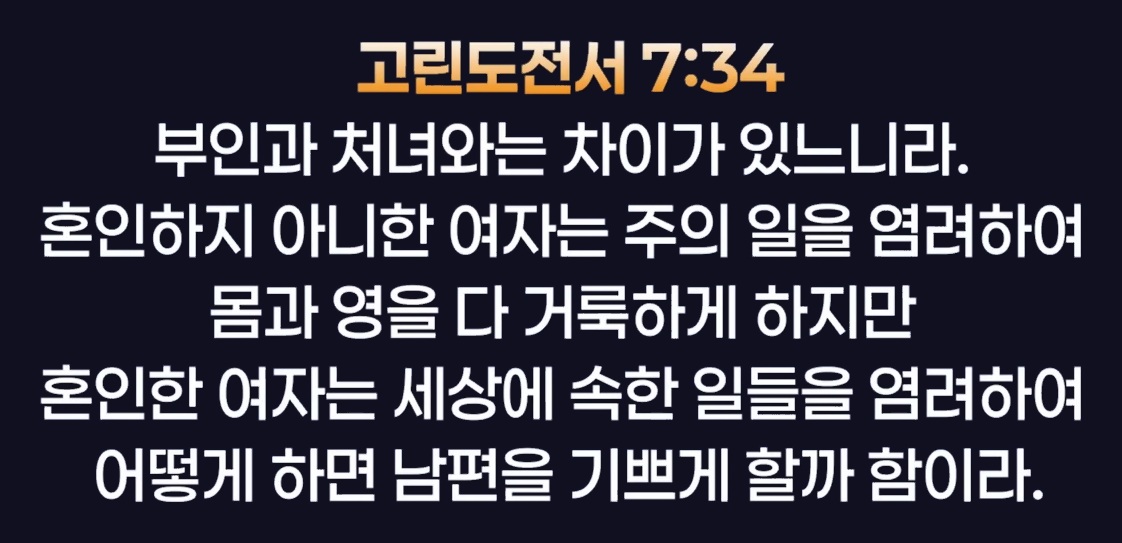 고린도전서 7:34
부인과 처녀와는 차이가 있느니라.
혼인하지 아니한 여자는 주의 일을 염려하여
몸과 영을 다 거룩하게 하지만
혼인한 여자는 세상에 속한 일들을 염려하여
어떻게 하면 남편을 기쁘게 할까 함이라.